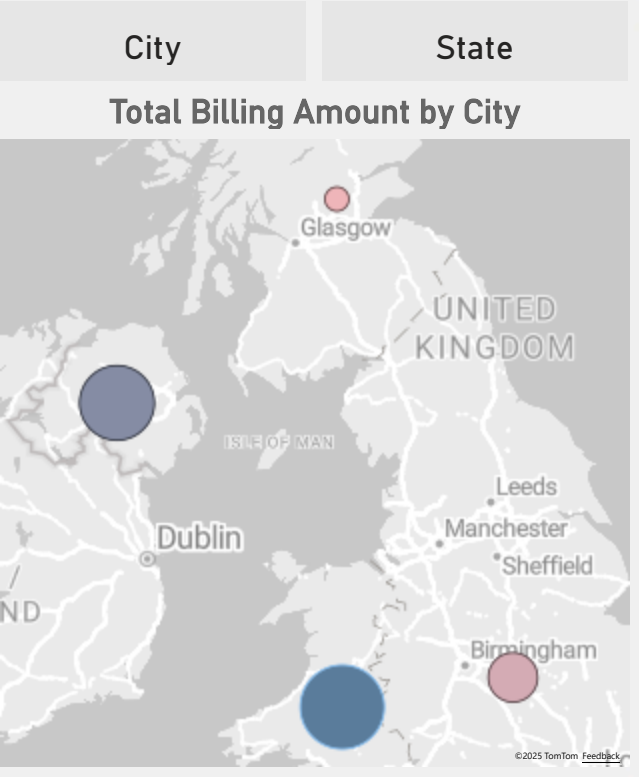 City
State
Total Billing Amount by City
Glasgow
UNITED
KINGDOM
ISLE OF MAN
Leeds
Dublin
Manchester
Sheffield
ND
Birmingham
©2025 TomTom Feedback